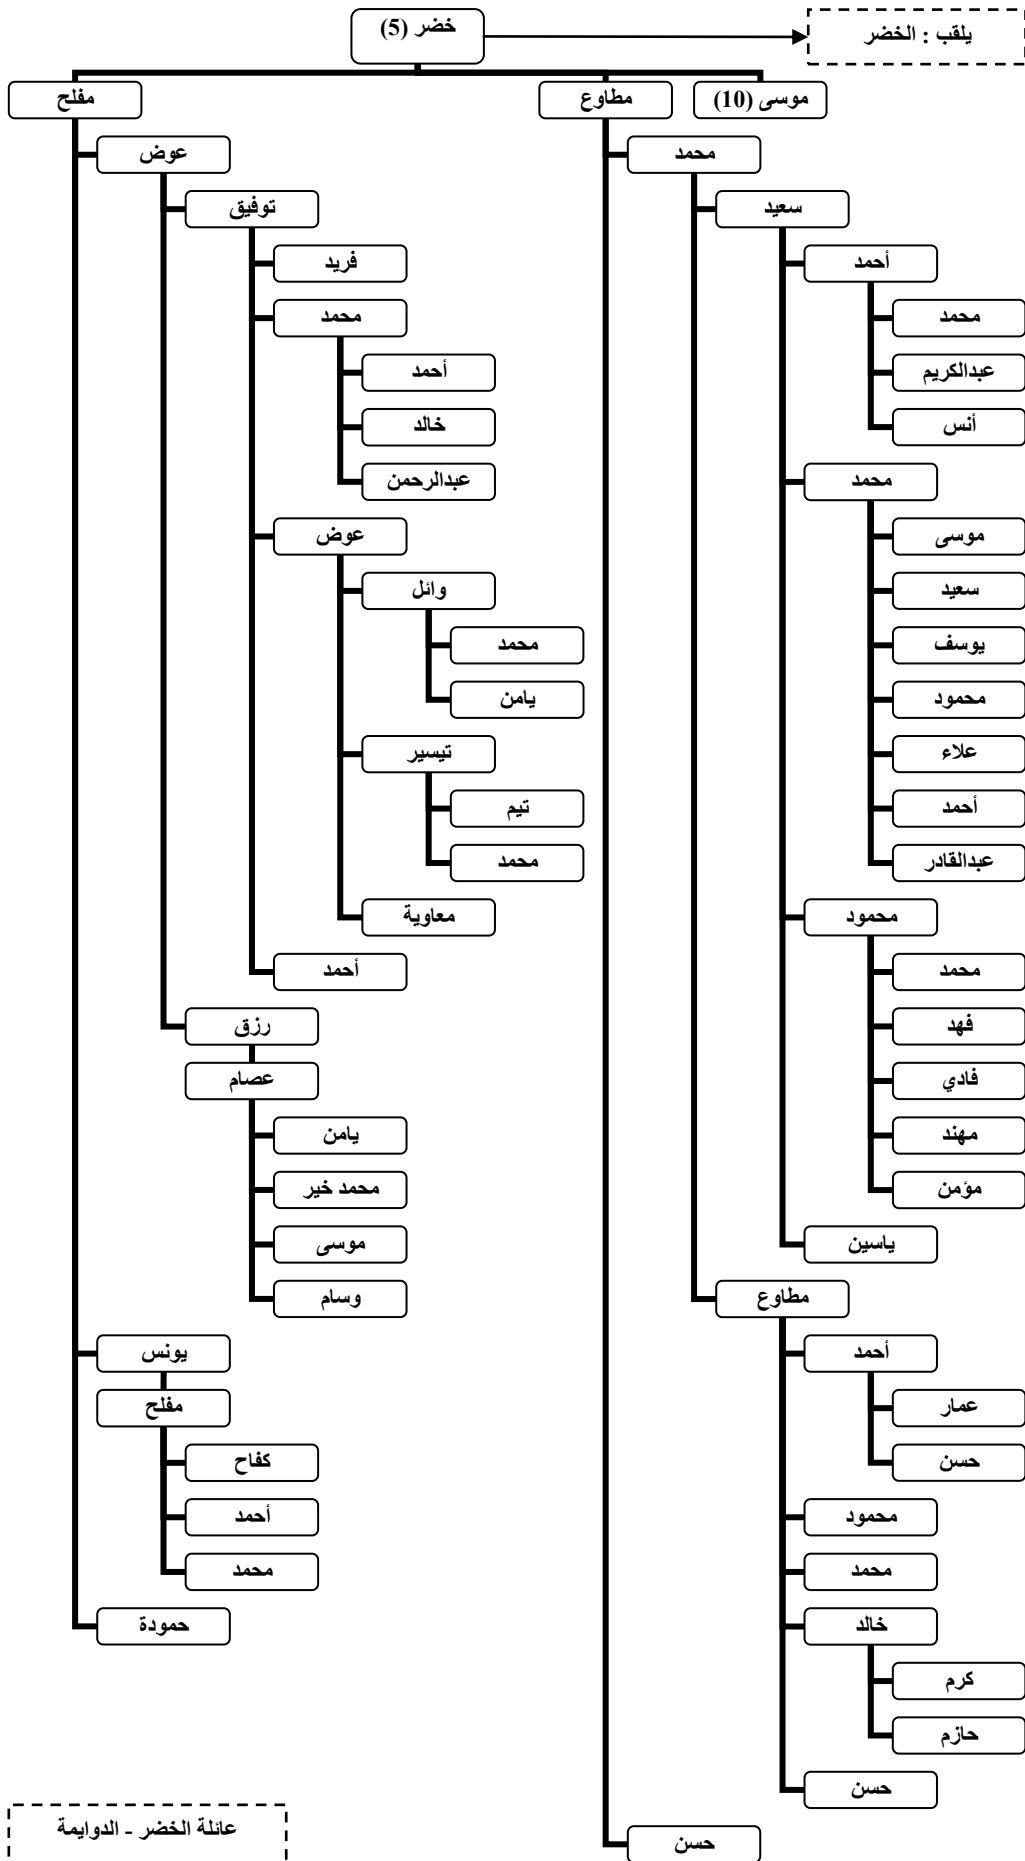 خضر (5)
يلقب : الخضر
موسى (10)
مطاوع
مفلح
محمد
سعيد
أحمد
محمد
عبدالكريم
أنس
محمد
موسى
سعيد
يوسف
محمود
علاء
أحمد
عبدالقادر
محمود
محمد
فهد
فادي
مهند
مؤمن
ياسين
مطاوع
أحمد
عمار
حسن
محمود
محمد
خالد
كرم
حازم
حسن
حسن
عوض
توفيق
فريد
محمد
أحمد
خالد
عبدالرحمن
عوض
وائل
محمد
يامن
تيسير
تيم
محمد
معاوية
أحمد
رزق
عصام
يامن
محمد خير
موسى
وسام
يونس
مفلح
كفاح
أحمد
محمد
حمودة
عائلة الخضر - الدوايمة